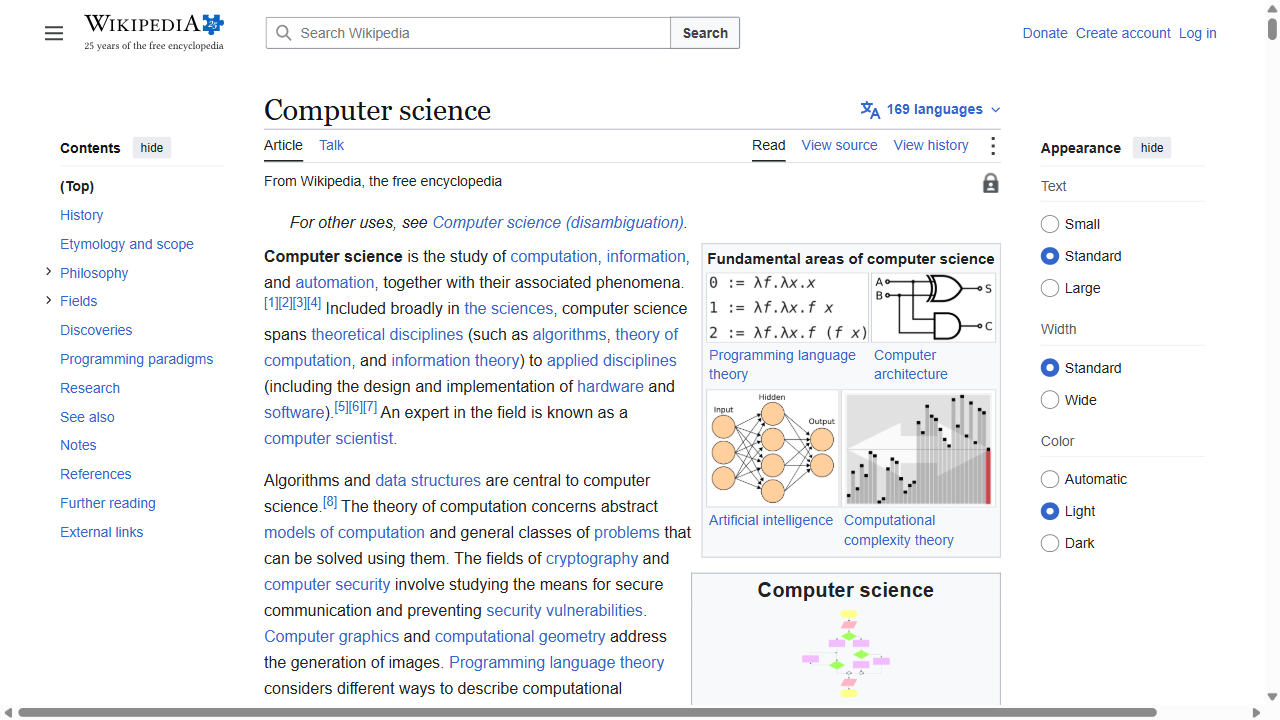 WIKIPEDIA 25
25 years of the free encyclopedia
Search Wikipedia
Search
Donate Create account Log in
Contents hide
(Top)
History
Etymology and scope
Philosophy
Fields
Discoveries
Programming paradigms
Research
See also
Notes
References
Further reading
External links
Computer science
169 languages
Article Talk
Read View source View history
From Wikipedia, the free encyclopedia
For other uses, see Computer science (disambiguation).
Computer science is the study of computation, information,
and automation, together with their associated phenomena.
[1][2][3][4] Included broadly in the sciences, computer science
spans theoretical disciplines (such as algorithms, theory of
computation, and information theory) to applied disciplines
(including the design and implementation of hardware and
software).[5][6][7] An expert in the field is known as a
computer scientist.
Algorithms and data structures are central to computer
science.[8] The theory of computation concerns abstract
models of computation and general classes of problems that
can be solved using them. The fields of cryptography and
computer security involve studying the means for secure
communication and preventing security vulnerabilities.
Computer graphics and computational geometry address
the generation of images. Programming language theory
considers different ways to describe computational
Fundamental areas of computer science
0 := λf.λx.x
1 := λf.λx.f x
2 := λf.λx.f (f x)
A
B
S
C
Programming language
theory
Computer
architecture
Input
Hidden
Output
Artificial intelligence
Computational
complexity theory
Computer science
Appearance hide
Text
Small
Standard
Large
Width
Standard
Wide
Color
Automatic
Light
Dark